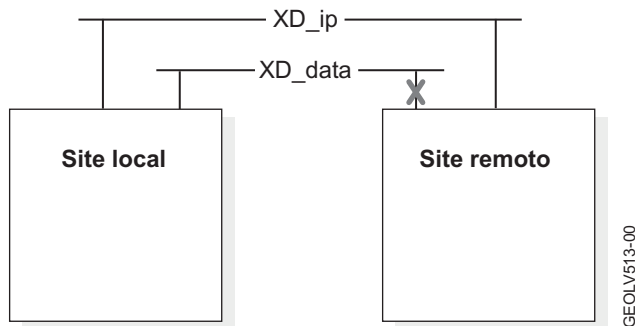 XD_ip
XD_data
Site local
Site remoto
GEOLV513-00